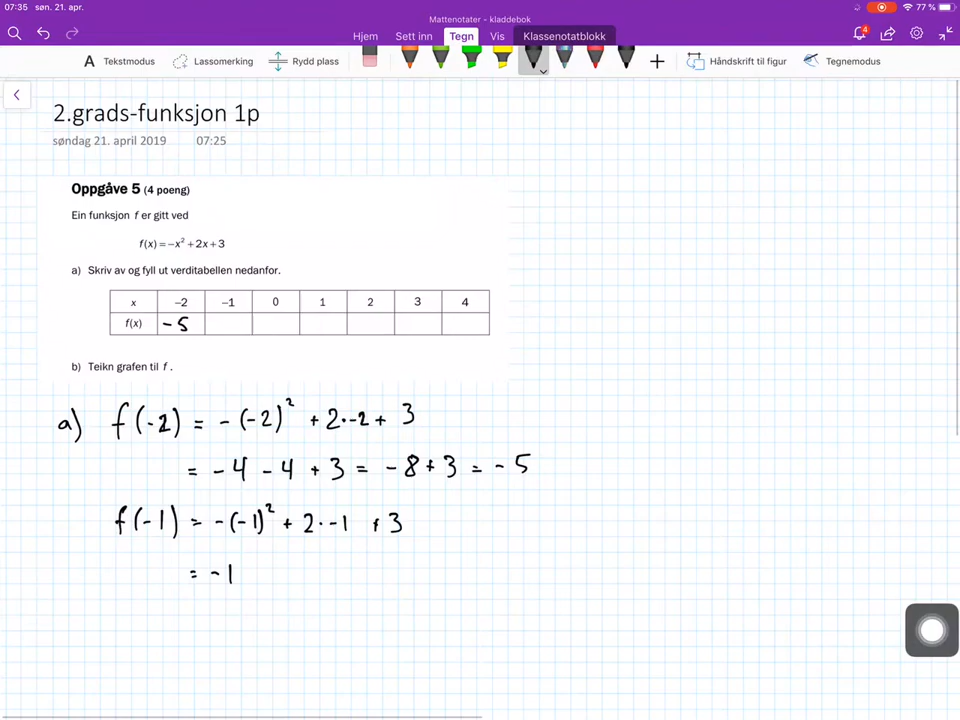 07:35 søn. 21. apr.
77 %
Mattenotater - kladdebok
Hjem Sett inn Tegn Vis Klassenotatblokk
4
A Tekstmodus Lassomerking Rydd plass Håndskrift til figur Tegnemodus
2.grads-funksjon 1p
søndag 21. april 2019 07:25
Oppgåve 5 (4 poeng)
Ein funksjon f er gitt ved
f(x) = −x² + 2x + 3
a) Skriv av og fyll ut verditabellen nedanfor.
x −2 −1 0 1 2 3 4
f(x) -5
b) Teikn grafen til f .
a) f(-2) = -(-2)² + 2·-2 + 3
= -4 - 4 + 3 = -8 + 3 = -5
f(-1) = -(-1)² + 2·-1 + 3
= -1